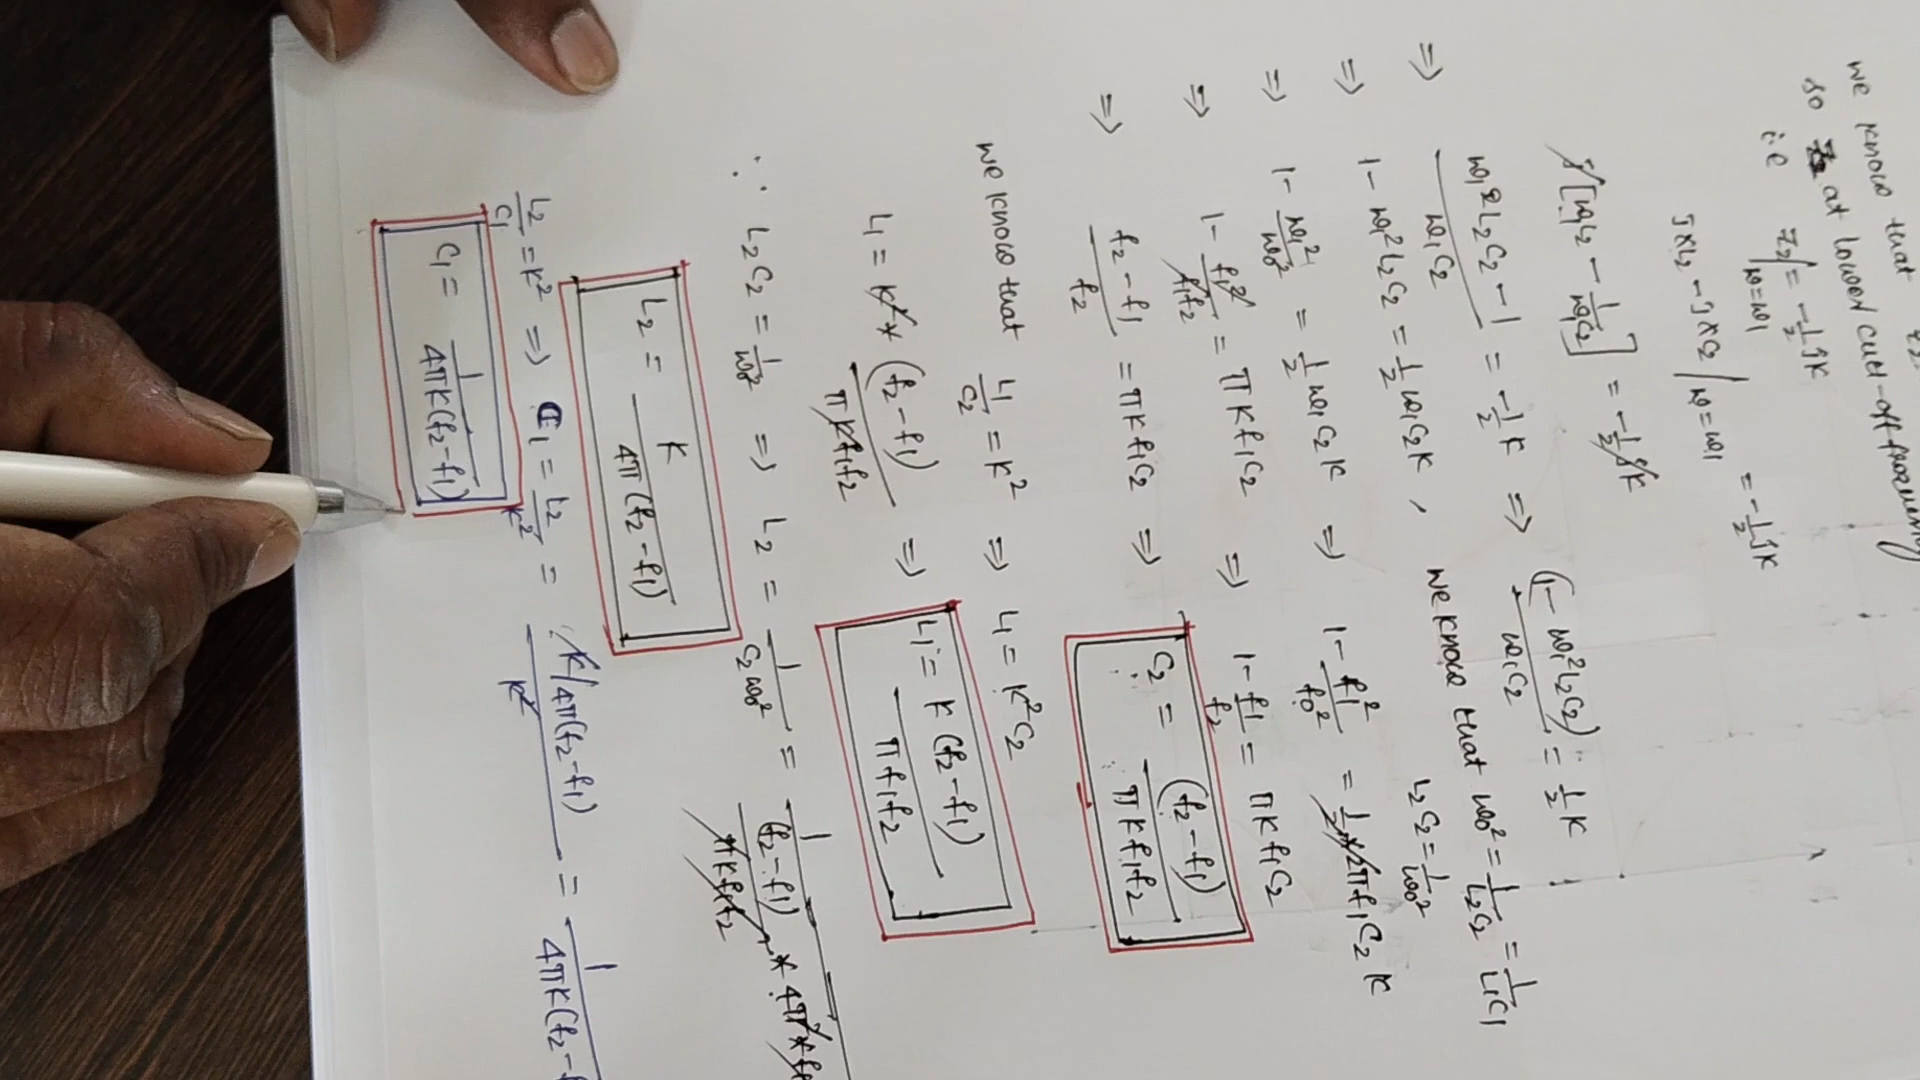 we know that
so at lower cut-off frequency
i.e Z2|ω=ω1 = -1/2 JK
JXL2 - JXC2 |ω=ω1 = -1/2 JK
J[ω1L2 - 1/ω1C2] = -1/2 JK
⇒ (ω1²L2C2 - 1)/ω1C2 = -1/2 K ⇒ (1 - ω1²L2C2)/ω1C2 = 1/2 K
⇒ 1 - ω1²L2C2 = 1/2 ω1C2K , we know that ω0² = 1/L2C2 = 1/L1C1
L2C2 = 1/ω0²
⇒ 1 - ω1²/ω0² = 1/2 ω1C2K ⇒ 1 - f1²/f0² = 1/2 × 2πf1C2K
⇒ 1 - f1²/f1f2 = πKf1C2 ⇒ 1 - f1/f2 = πKf1C2
⇒ (f2 - f1)/f2 = πKf1C2 ⇒ C2 = (f2 - f1)/πKf1f2
we know that L1/C2 = K² ⇒ L1 = K²C2
L1 = K² × (f2 - f1)/πKf1f2 ⇒ L1 = K(f2 - f1)/πf1f2
∵ L2C2 = 1/ω0² ⇒ L2 = 1/C2ω0² = 1/(f2 - f1)/πKf1f2 × 4π² × f1
L2 = K/4π(f2 - f1)
L2/C1 = K² ⇒ C1 = L2/K² = K/4π(f2 - f1)/K² = 1/4πK(f2 - f
C1 = 1/4πK(f2 - f1)